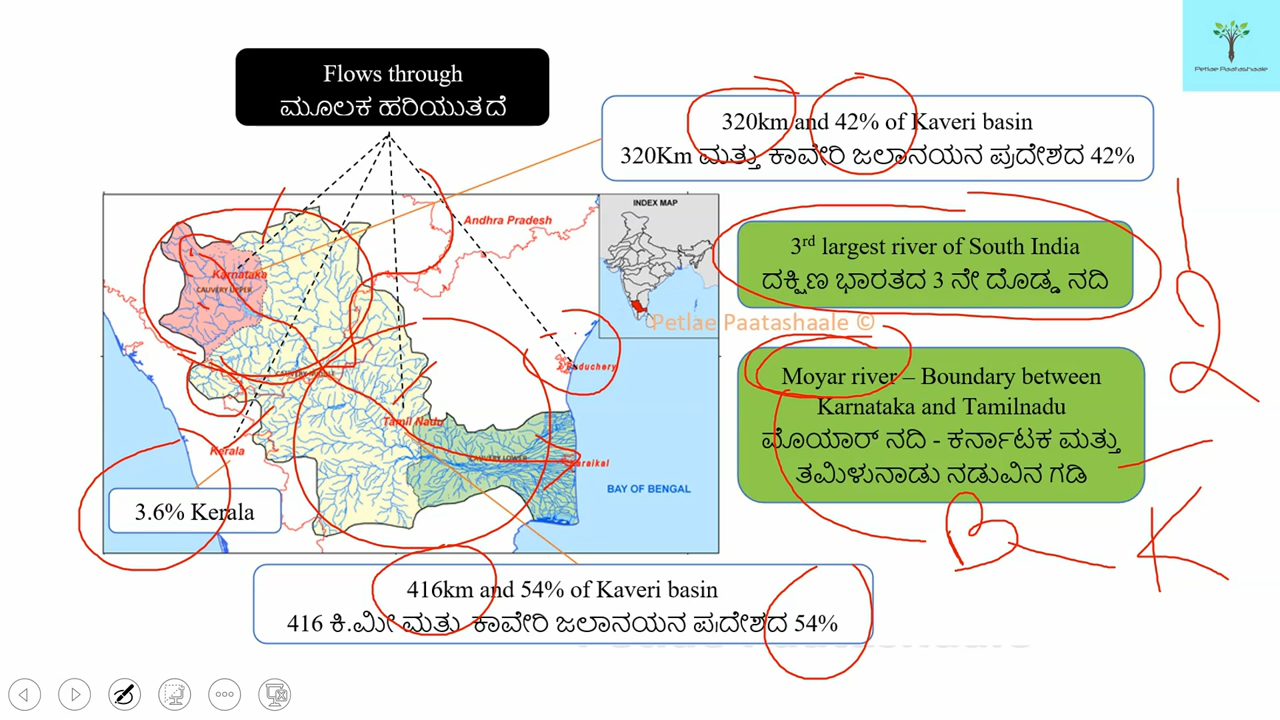 Petlae Paatashaale
Flows through
ಮೂಲಕ ಹರಿಯುತದೆ
320km and 42% of Kaveri basin
320Km ಮತ್ತು ಕಾವೇರಿ ಜಲಾನಯನ ಪ್ರದೇಶದ 42%
Andhra Pradesh
INDEX MAP
Karnataka
CAUVERY UPPER
3rd largest river of South India
ದಕ್ಷಿಣ ಭಾರತದ 3 ನೇ ದೊಡ್ಡ ನದಿ
Petlae Paatashaale ©
Puduchery
Moyar river – Boundary between
Karnataka and Tamilnadu
ಮೊಯಾರ್ ನದಿ - ಕರ್ನಾಟಕ ಮತ್ತು
ತಮಿಳುನಾಡು ನಡುವಿನ ಗಡಿ
Tamil Nadu
Kerala
CAUVERY LOWER
Karaikal
BAY OF BENGAL
3.6% Kerala
B
K
416km and 54% of Kaveri basin
416 ಕಿ.ಮೀ ಮತ್ತು ಕಾವೇರಿ ಜಲಾನಯನ ಪ್ರದೇಶದ 54%